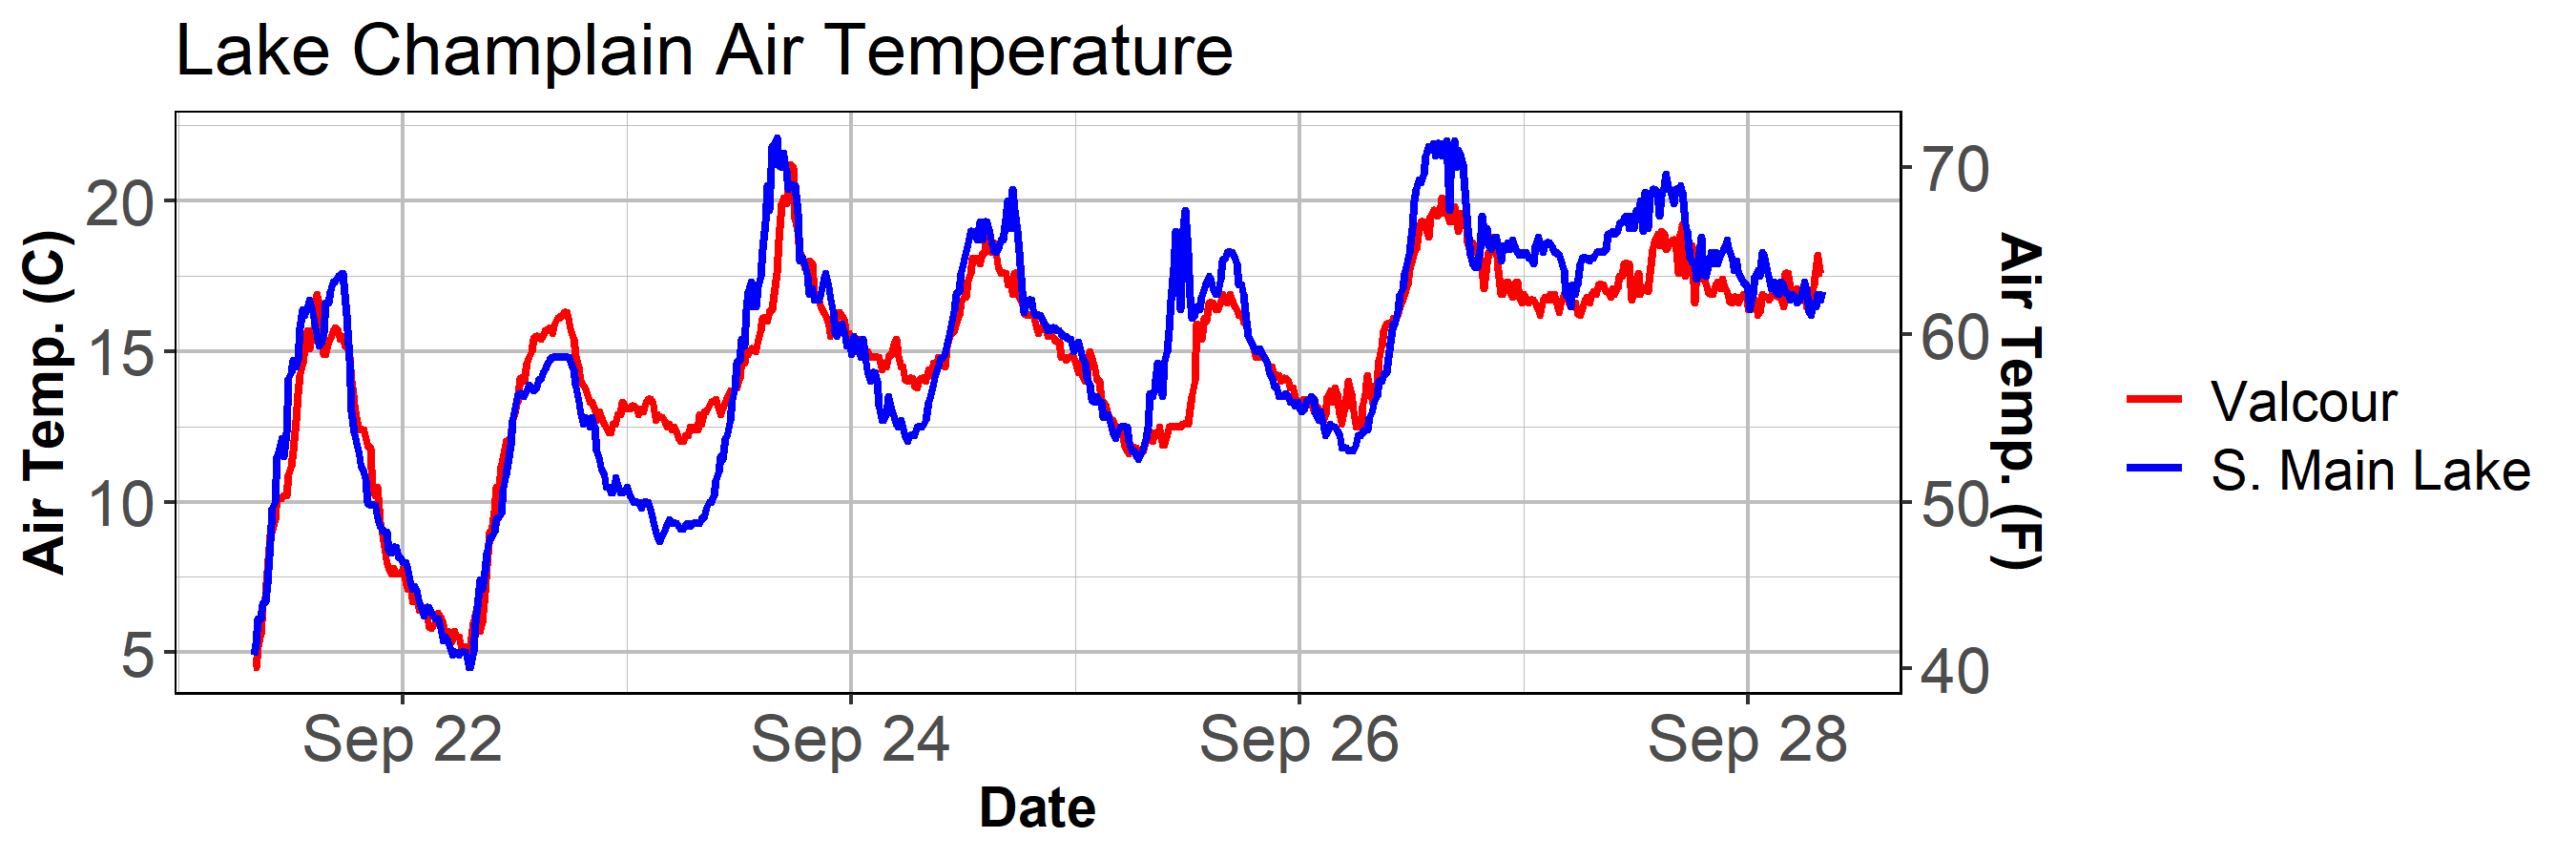 Lake Champlain Air Temperature
Air Temp. (C)
20
15
10
5
70
60
50
40
Air Temp. (F)
Sep 22
Sep 24
Sep 26
Sep 28
Date
Valcour
S. Main Lake